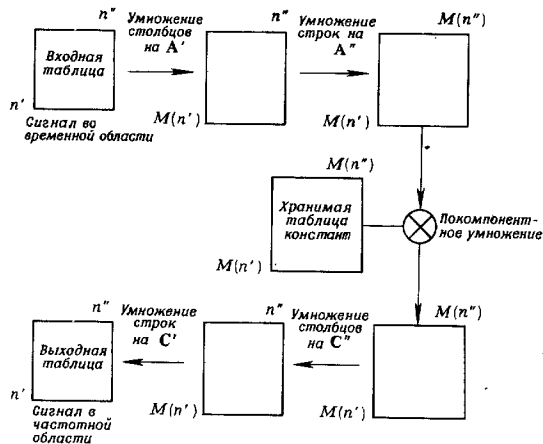 n″
Умножение
столбцов
на A′
n″
Умножение
строк на
A″
M(n″)
Входная
таблица
n′
M(n′)
M(n′)
Сигнал во
временной области
M(n″)
Хранимая
таблица
констант
Покомпонент-
ное умножение
M(n′)
n″
Умножение
строк
на C′
n″
Умножение
столбцов
на C″
M(n″)
Выходная
таблица
n′
M(n′)
M(n′)
Сигнал в
частотной
области